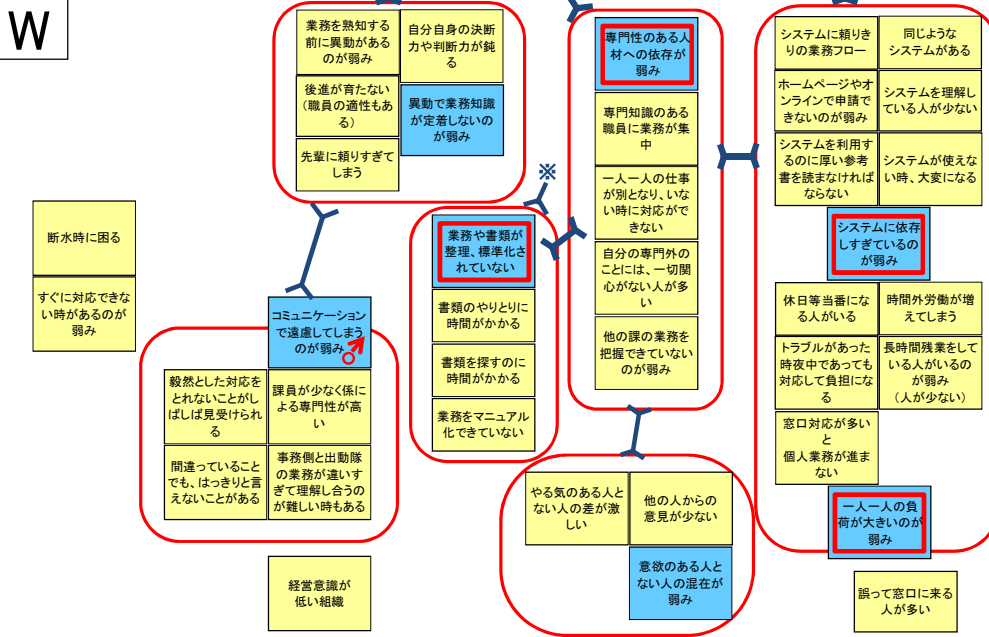 W
業務を熟知する
前に異動がある
のが弱み
自分自身の決断
力や判断力が鈍
る
後進が育たない
（職員の適性もあ
る）
異動で業務知識
が定着しないの
が弱み
先輩に頼りすぎて
しまう
専門性のある人
材への依存が
弱み
専門知識のある
職員に業務が集
中
一人一人の仕事
が別となり、いな
い時に対応がで
きない
自分の専門外の
ことには、一切関
心がない人が多
い
他の課の業務を
把握できていない
のが弱み
システムに頼りき
りの業務フロー
同じような
システムがある
ホームページやオ
ンラインで申請で
きないのが弱み
システムを理解し
ている人が少ない
システムを利用す
るのに厚い参考
書を読まなければ
ならない
システムが使えな
い時、大変になる
システムに依存
しすぎているの
が弱み
休日等当番にな
る人がいる
時間外労働が増
えてしまう
トラブルがあった
時夜中であっても
対応して負担にな
る
長時間残業をして
いる人がいるの
が弱み
（人が少ない）
窓口対応が多い
と
個人業務が進ま
ない
一人一人の負
荷が大きいのが
弱み
誤って窓口に来る
人が多い
※
業務や書類が
整理、標準化さ
れていない
書類のやりとりに
時間がかかる
書類を探すのに
時間がかかる
業務をマニュアル
化できていない
断水時に困る
すぐに対応できな
い時があるのが
弱み
コミュニケーション
で遠慮してしまう
のが弱み
毅然とした対応を
とれないことがし
ばしば見受けられ
る
課員が少なく係に
よる専門性が高
い
間違っていること
でも、はっきりと言
えないことがある
事務側と出動隊
の業務が違いす
ぎて理解し合うの
が難しい時もある
経営意識が
低い組織
やる気のある人と
ない人の差が激
しい
他の人からの
意見が少ない
意欲のある人と
ない人の混在が
弱み